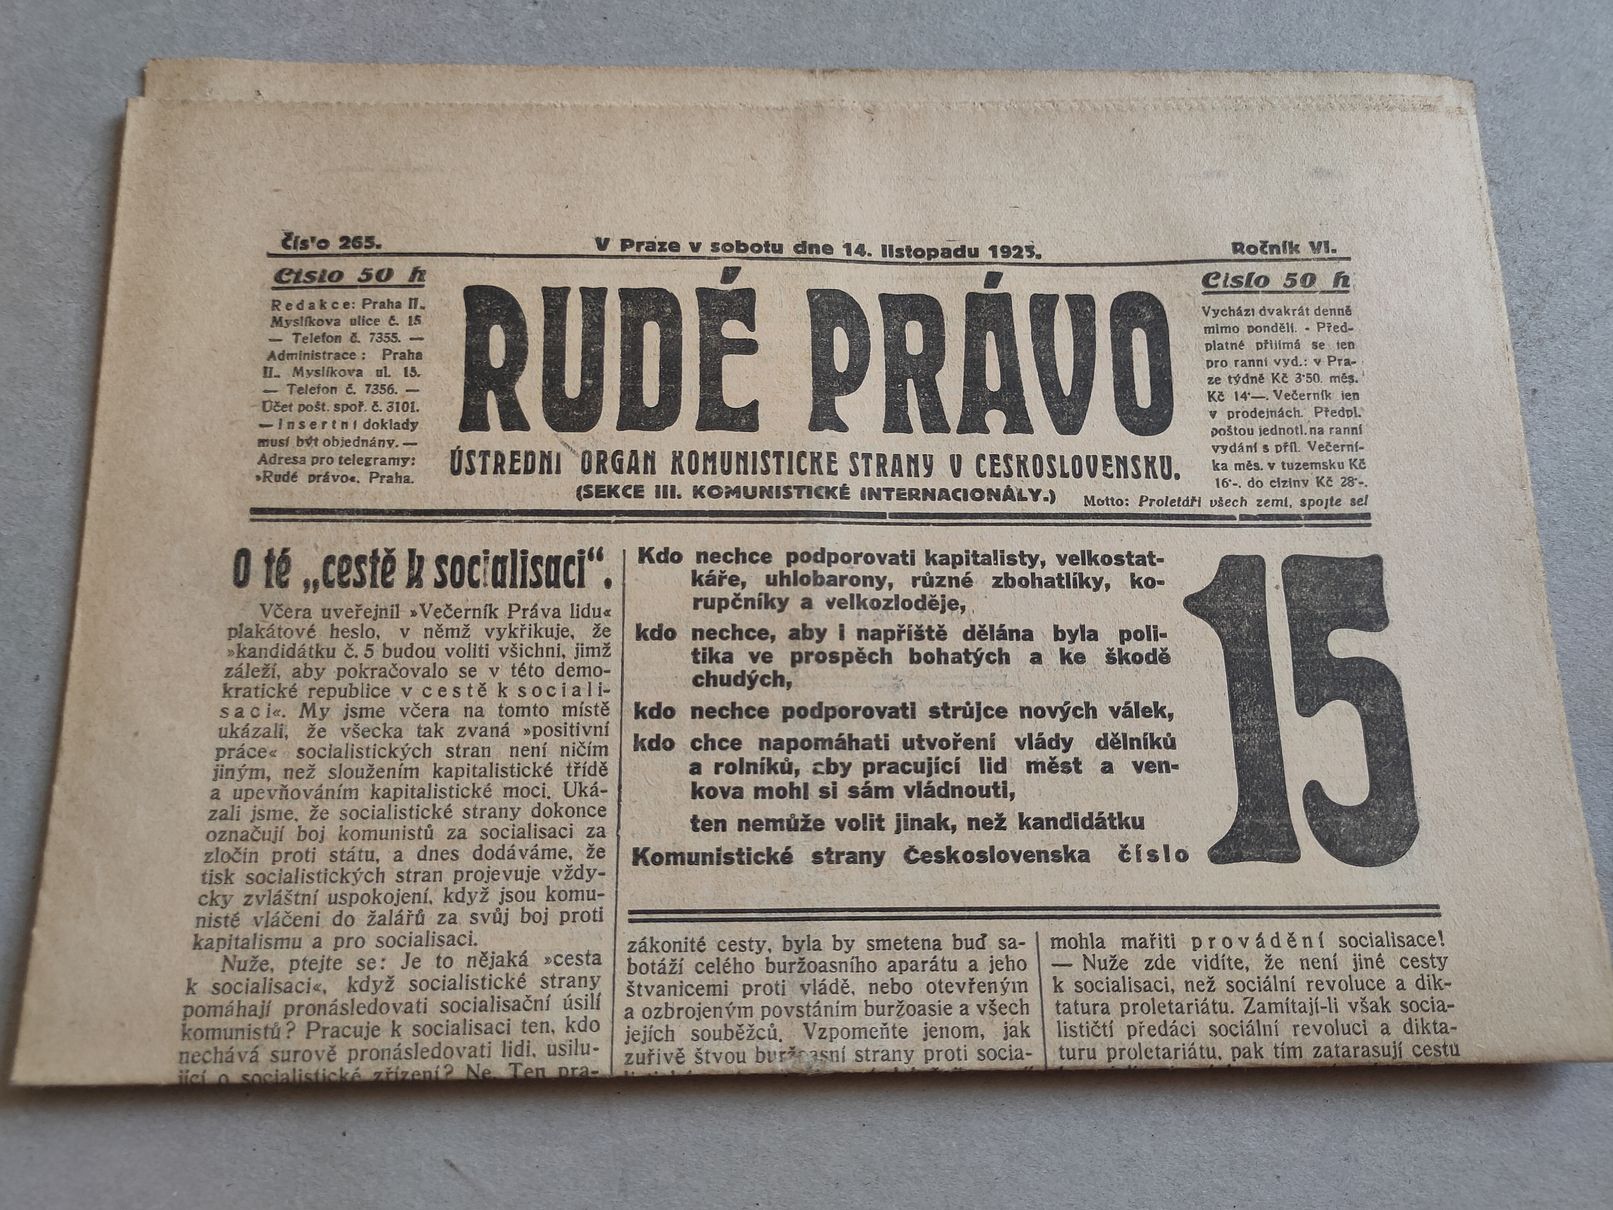 Číslo 265.
V Praze v sobotu dne 14. listopadu 1925.
Ročník VI.
Číslo 50 h
Redakce: Praha II.,
Myslíkova ulice č. 15
— Telefon č. 7355. —
Administrace: Praha
II., Myslíkova ul. 15.
— Telefon č. 7356. —
Účet pošt. spoř. č. 3101.
— Insertní doklady
musí být objednány. —
Adresa pro telegramy:
»Rudé právo«, Praha.
RUDÉ PRÁVO
ÚSTŘEDNÍ ORGÁN KOMUNISTICKÉ STRANY V ČESKOSLOVENSKU.
(SEKCE III. KOMUNISTICKÉ INTERNACIONÁLY.)
Motto: Proletáři všech zemí, spojte se!
Číslo 50 h
Vychází dvakrát denně
mimo pondělí. - Před-
platné přijímá se jen
pro ranní vyd.: v Pra-
ze týdně Kč 3·50, měs.
Kč 14·—. Večerník jen
v prodejnách. Předpl.
poštou jednotl. na ranní
vydání s příl. Večerní-
ka měs. v tuzemsku Kč
16·-, do ciziny Kč 28·-.
O té „cestě k socialisaci“.
Včera uveřejnil »Večerník Práva lidu«
plakátové heslo, v němž vykřikuje, že
»kandidátku č. 5 budou voliti všichni, jimž
záleží, aby pokračovalo se v této demo-
kratické republice v cestě k sociali-
saci«. My jsme včera na tomto místě
ukázali, že všecka tak zvaná »positivní
práce« socialistických stran není ničím
jiným, než sloužením kapitalistické třídě
a upevňováním kapitalistické moci. Uká-
zali jsme, že socialistické strany dokonce
označují boj komunistů za socialisaci za
zločin proti státu, a dnes dodáváme, že
tisk socialistických stran projevuje vždy-
cky zvláštní uspokojení, když jsou komu-
nisté vláčeni do žalářů za svůj boj proti
kapitalismu a pro socialisaci.
Nuže, ptejte se: Je to nějaká »cesta
k socialisaci«, když socialistické strany
pomáhají pronásledovati socialisační úsilí
komunistů? Pracuje k socialisaci ten, kdo
nechává surově pronásledovati lidi, usilu-
jící o socialistické zřízení? Ne. Ten pra-
Kdo nechce podporovati kapitalisty, velkostat-
káře, uhlobarony, různé zbohatlíky, ko-
rupčníky a velkozloděje,
kdo nechce, aby i napříště dělána byla poli-
tika ve prospěch bohatých a ke škodě
chudých,
kdo nechce podporovati strůjce nových válek,
kdo chce napomáhati utvoření vlády dělníků
a rolníků, aby pracující lid měst a ven-
kova mohl si sám vládnouti,
ten nemůže volit jinak, než kandidátku
Komunistické strany Československa číslo
15
zákonité cesty, byla by smetena buď sa-
botáží celého buržoasního aparátu a jeho
štvanicemi proti vládě, nebo otevřeným
a ozbrojeným povstáním buržoasie a všech
jejích souběžců. Vzpomeňte jenom, jak
zuřivě štvou buržoasní strany proti socia-
mohla mařiti provádění socialisace!
— Nuže zde vidíte, že není jiné cesty
k socialisaci, než sociální revoluce a dik-
tatura proletariátu. Zamítají-li však socia-
lističtí předáci sociální revoluci a dikta-
turu proletariátu, pak tím zatarasují cestu